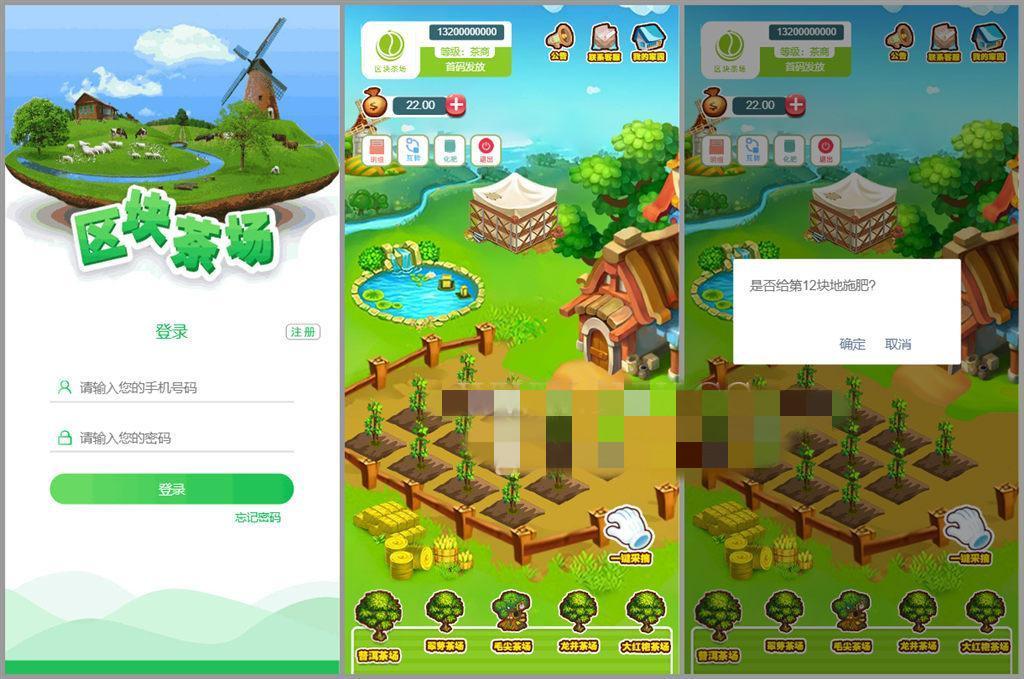 区块茶场
登录
注册
请输入您的手机号码
请输入您的密码
登录
忘记密码
区块茶场
13200000000
等级：茶商
首码发放
公告
联系客服
我的家园
22.00
明细
互转
化肥
退出
一键采摘
普洱茶场
翠芽茶场
毛尖茶场
龙井茶场
大红袍茶场
区块茶场
13200000000
等级：茶商
首码发放
公告
联系客服
我的家园
22.00
明细
互转
化肥
退出
是否给第12块地施肥?
确定
取消
一键采摘
普洱茶场
翠芽茶场
毛尖茶场
龙井茶场
大红袍茶场